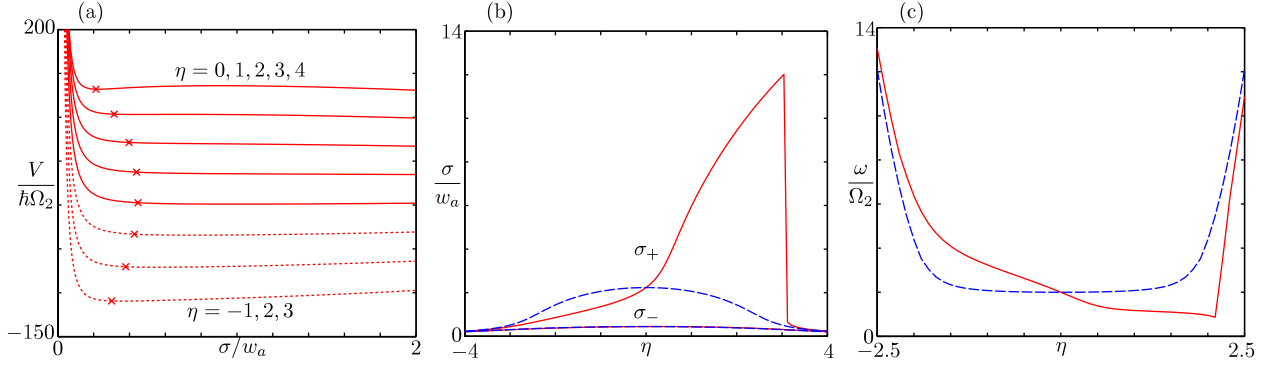 (a)
200
η = 0, 1, 2, 3, 4
V
ħΩ₂
η = −1, 2, 3
−150
0
σ/wₐ
2
(b)
14
σ
wₐ
σ₊
σ₋
0
−4
η
4
(c)
14
ω
Ω₂
0
−2.5
η
2.5